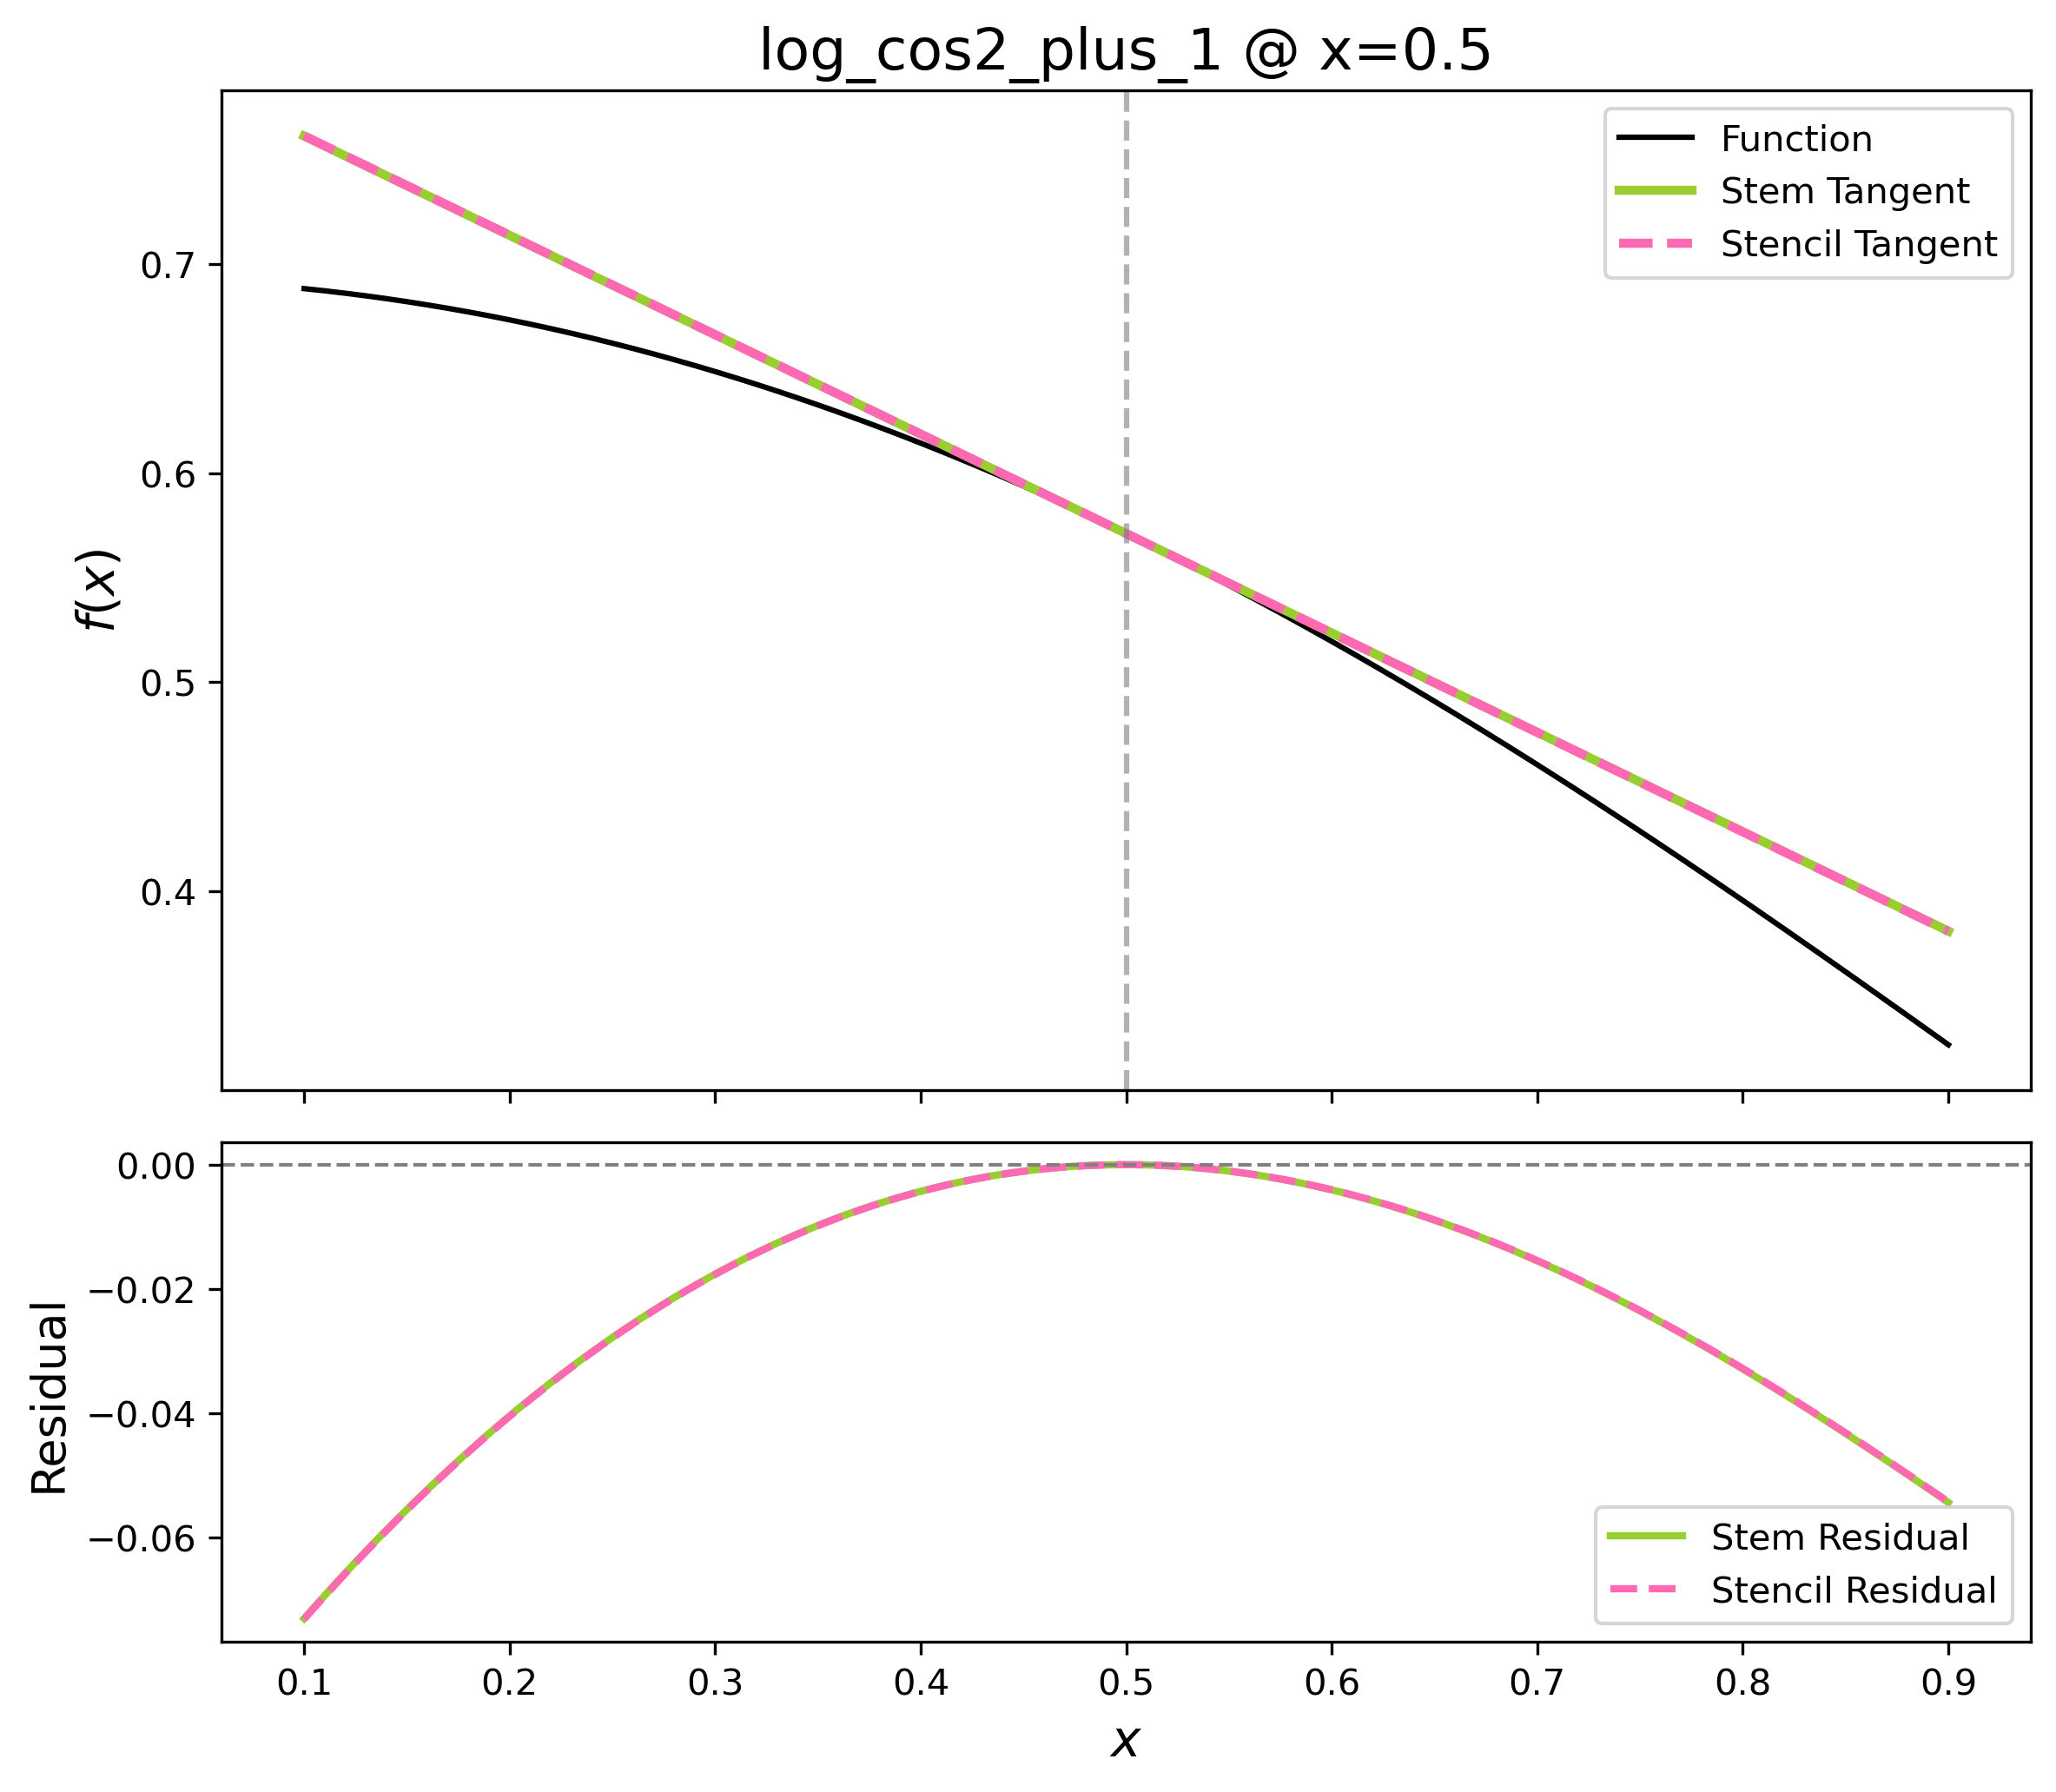 log_cos2_plus_1 @ x=0.5
Function
Stem Tangent
Stencil Tangent
0.7
0.6
0.5
0.4
f(x)
0.00
−0.02
−0.04
−0.06
Residual
Stem Residual
Stencil Residual
0.1 0.2 0.3 0.4 0.5 0.6 0.7 0.8 0.9
x